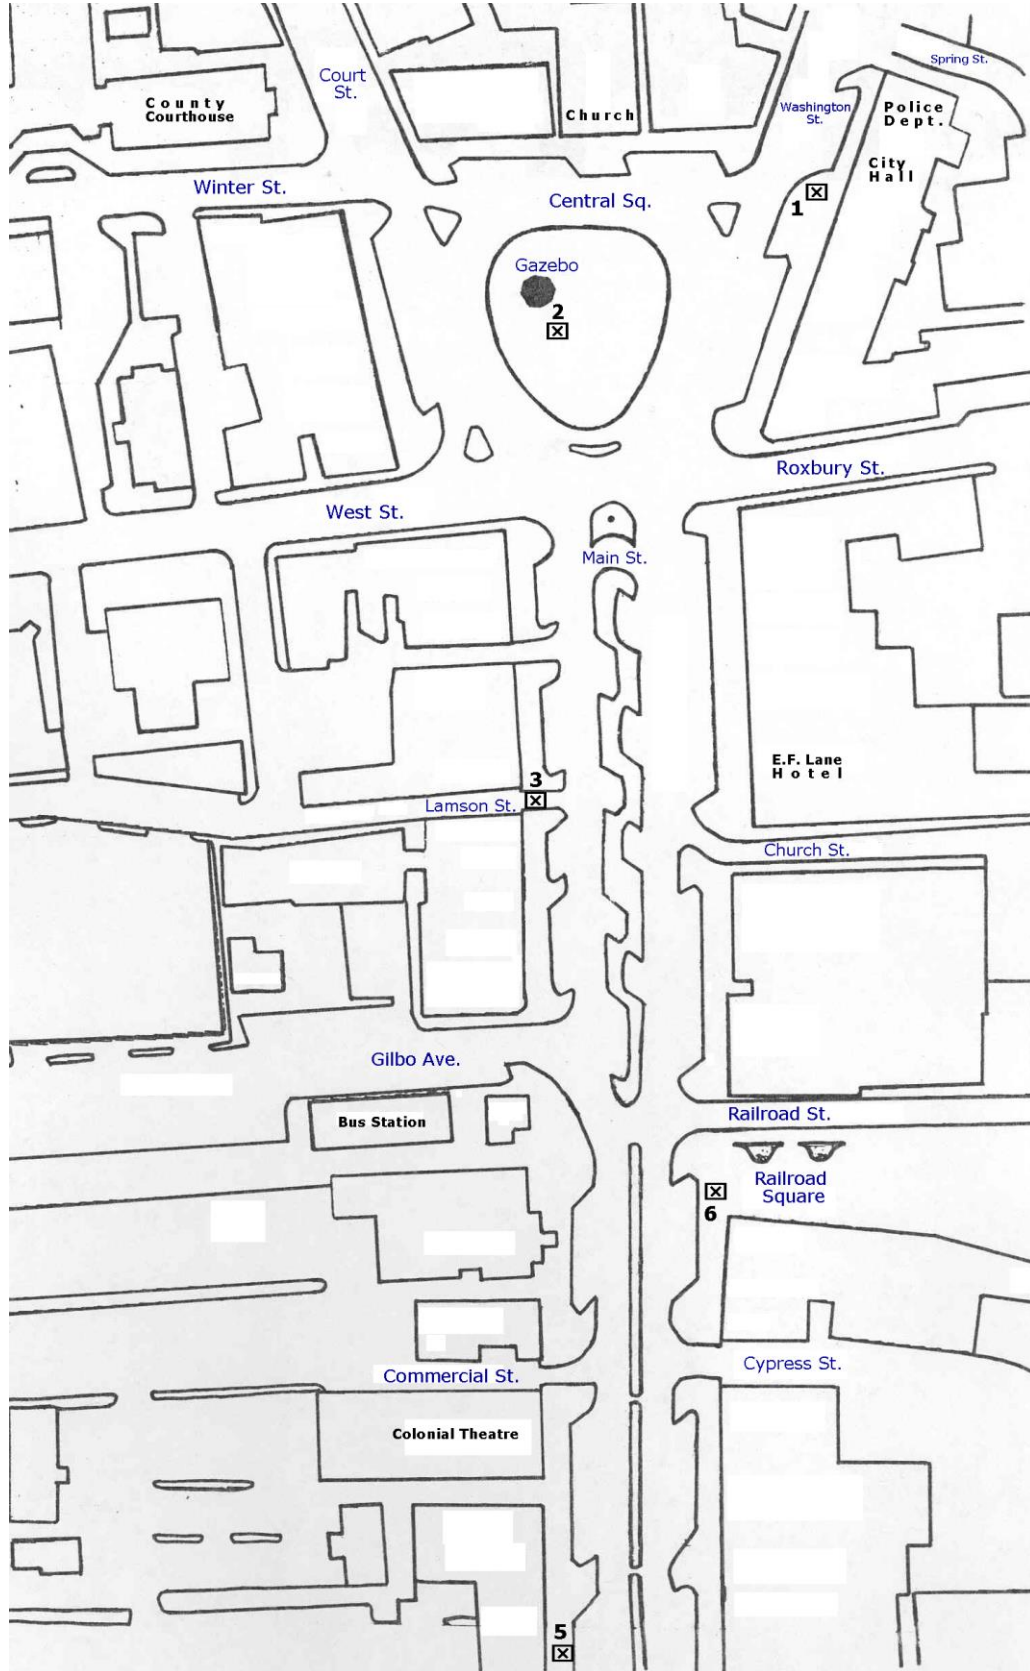 Spring St.
Court
St.
County
Courthouse
Church
Washington
St.
Police
Dept.
City
Hall
Winter St.
Central Sq.
1
Gazebo
2
Roxbury St.
West St.
Main St.
E.F. Lane
Hotel
3
Lamson St.
Church St.
Gilbo Ave.
Bus Station
Railroad St.
Railroad
Square
6
Commercial St.
Cypress St.
Colonial Theatre
5